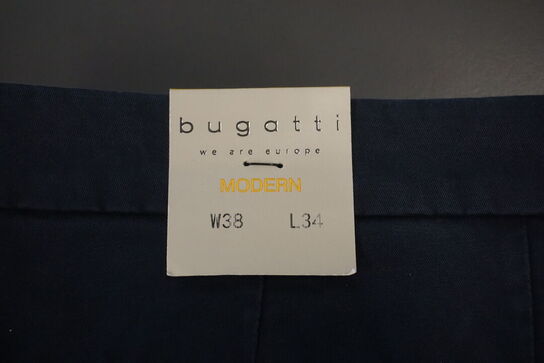 bugatti
we are europe
MODERN
W38 L34